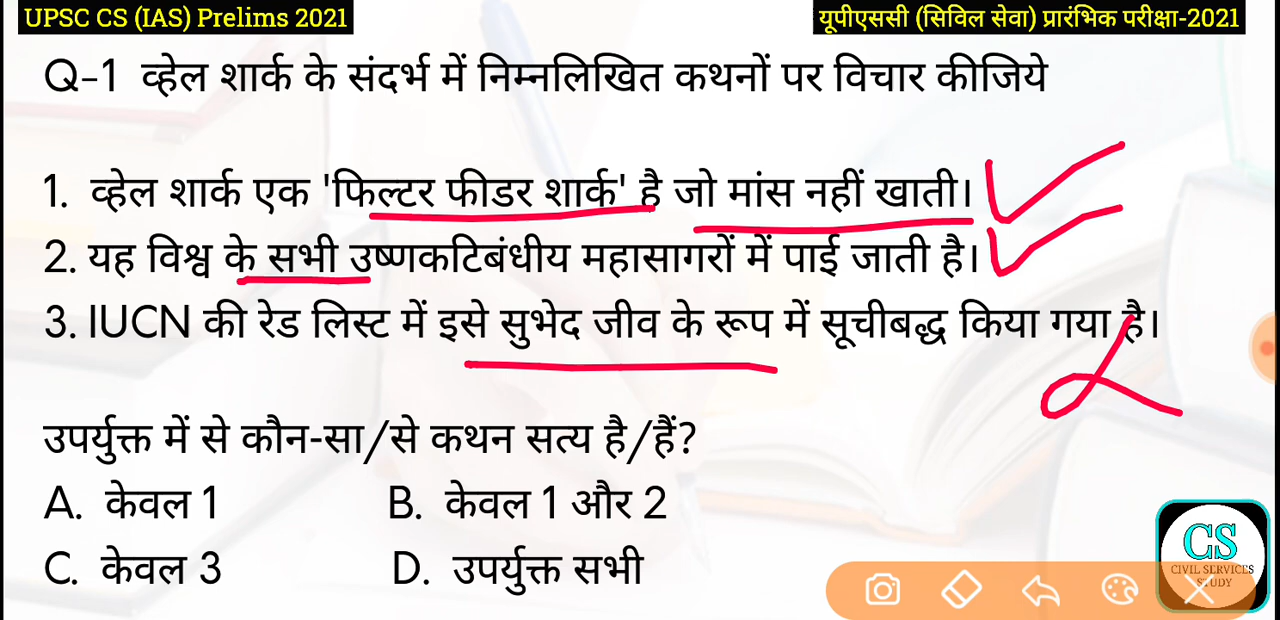 UPSC CS (IAS) Prelims 2021
यूपीएससी (सिविल सेवा) प्रारंभिक परीक्षा-2021
Q-1 व्हेल शार्क के संदर्भ में निम्नलिखित कथनों पर विचार कीजिये
1. व्हेल शार्क एक 'फिल्टर फीडर शार्क' है जो मांस नहीं खाती।
2. यह विश्व के सभी उष्णकटिबंधीय महासागरों में पाई जाती है।
3. IUCN की रेड लिस्ट में इसे सुभेद जीव के रूप में सूचीबद्ध किया गया है।
उपर्युक्त में से कौन-सा/से कथन सत्य है/हैं?
A. केवल 1 B. केवल 1 और 2
C. केवल 3 D. उपर्युक्त सभी
CS
CIVIL SERVICES
STUDY